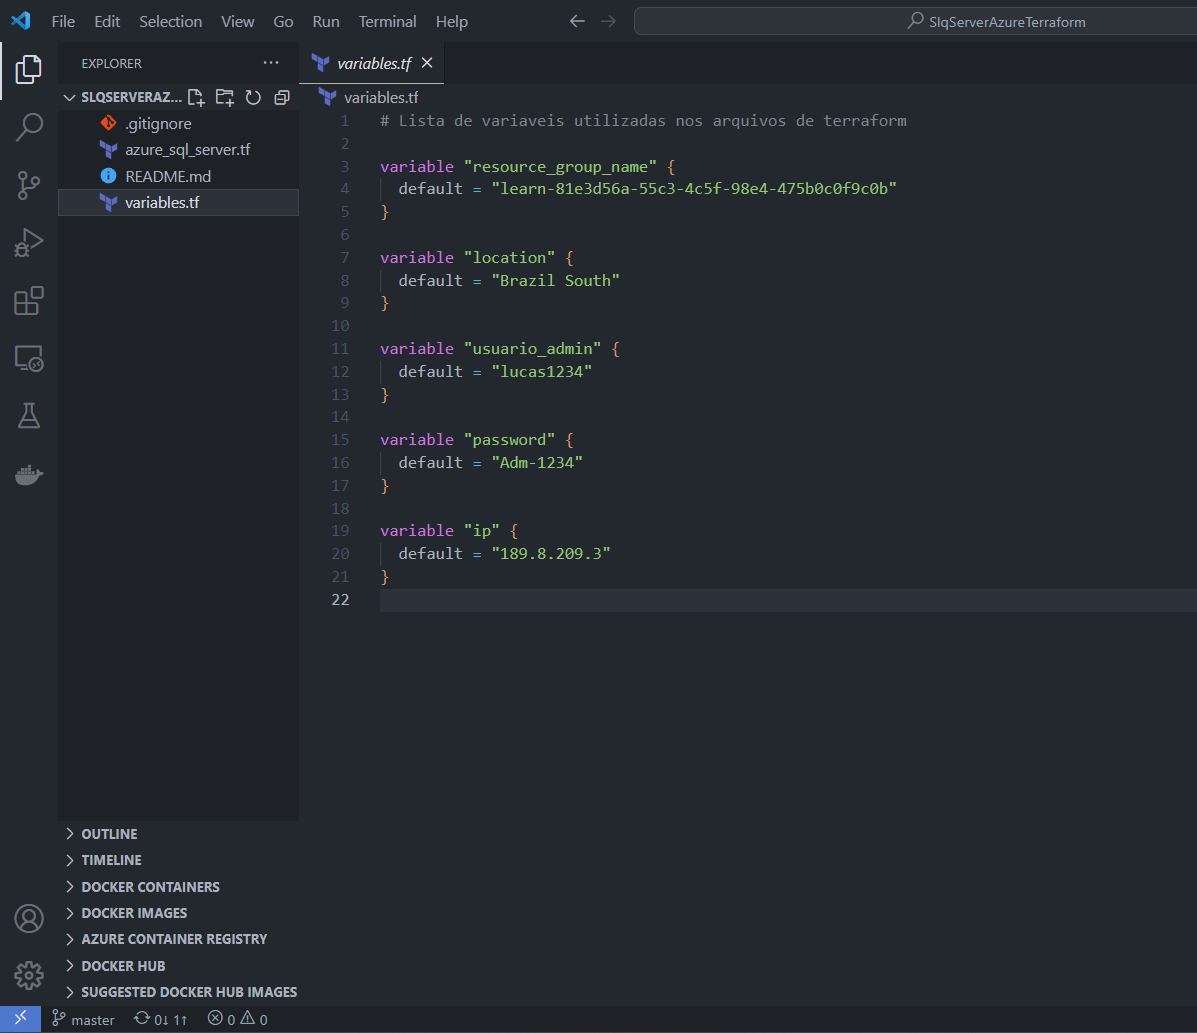 File Edit Selection View Go Run Terminal Help
SlqServerAzureTerraform
EXPLORER
SLQSERVERAZ...
.gitignore
azure_sql_server.tf
README.md
variables.tf
OUTLINE
TIMELINE
DOCKER CONTAINERS
DOCKER IMAGES
AZURE CONTAINER REGISTRY
DOCKER HUB
SUGGESTED DOCKER HUB IMAGES
variables.tf
variables.tf
1 # Lista de variaveis utilizadas nos arquivos de terraform
2
3 variable "resource_group_name" {
4 default = "learn-81e3d56a-55c3-4c5f-98e4-475b0c0f9c0b"
5 }
6
7 variable "location" {
8 default = "Brazil South"
9 }
10
11 variable "usuario_admin" {
12 default = "lucas1234"
13 }
14
15 variable "password" {
16 default = "Adm-1234"
17 }
18
19 variable "ip" {
20 default = "189.8.209.3"
21 }
22
master 0↓ 1↑ 0 0